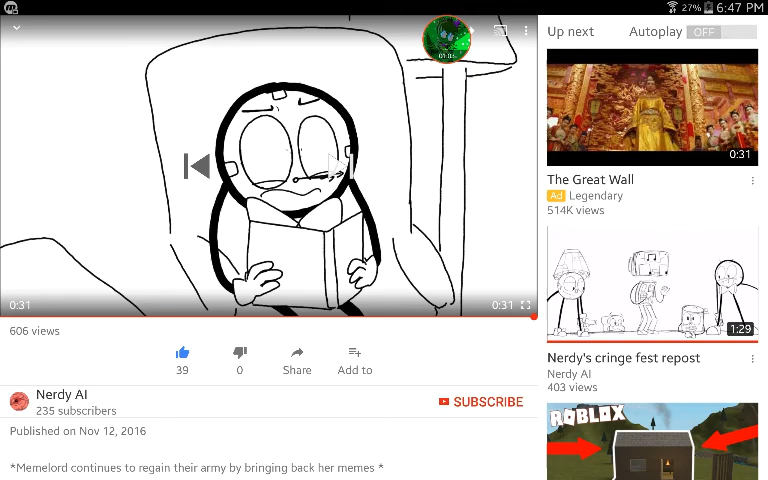 27% 6:47 PM
01:03
0:31
0:31
606 views
39
0
Share
Add to
Nerdy AI
235 subscribers
SUBSCRIBE
Published on Nov 12, 2016
*Memelord continues to regain their army by bringing back her memes *
Up next
Autoplay OFF
0:31
The Great Wall
Ad Legendary
514K views
1:29
Nerdy's cringe fest repost
Nerdy AI
403 views
ROBLOX